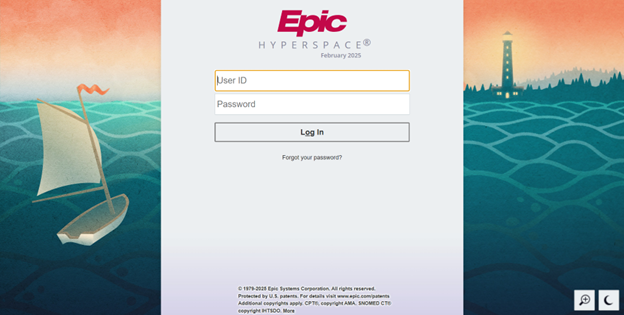 Epic
HYPERSPACE®
February 2025
User ID
Password
Log In
Forgot your password?
© 1979-2025 Epic Systems Corporation. All rights reserved.
Protected by U.S. patents. For details visit www.epic.com/patents
Additional copyrights apply. CPT®, copyright AMA, SNOMED CT®
copyright IHTSDO. More